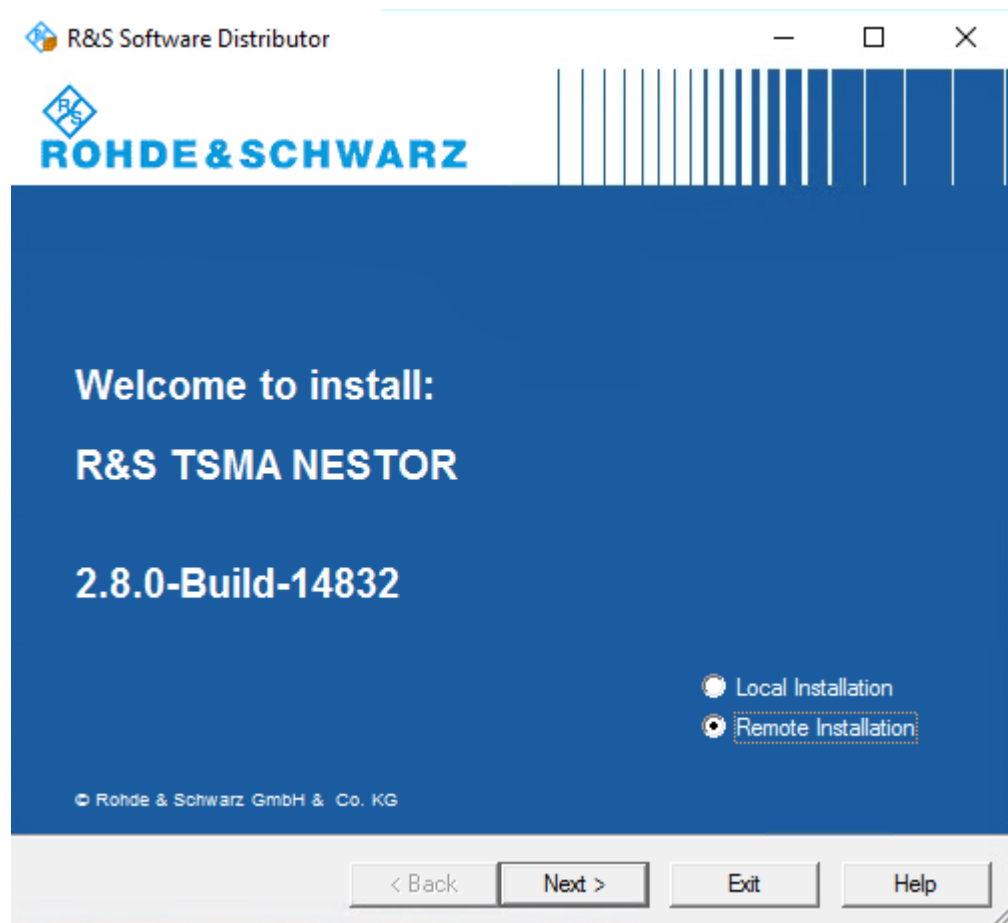 R&S Software Distributor
R&S
ROHDE&SCHWARZ
Welcome to install:
R&S TSMA NESTOR
2.8.0-Build-14832
Local Installation
Remote Installation
© Rohde & Schwarz GmbH & Co. KG
< Back
Next >
Exit
Help